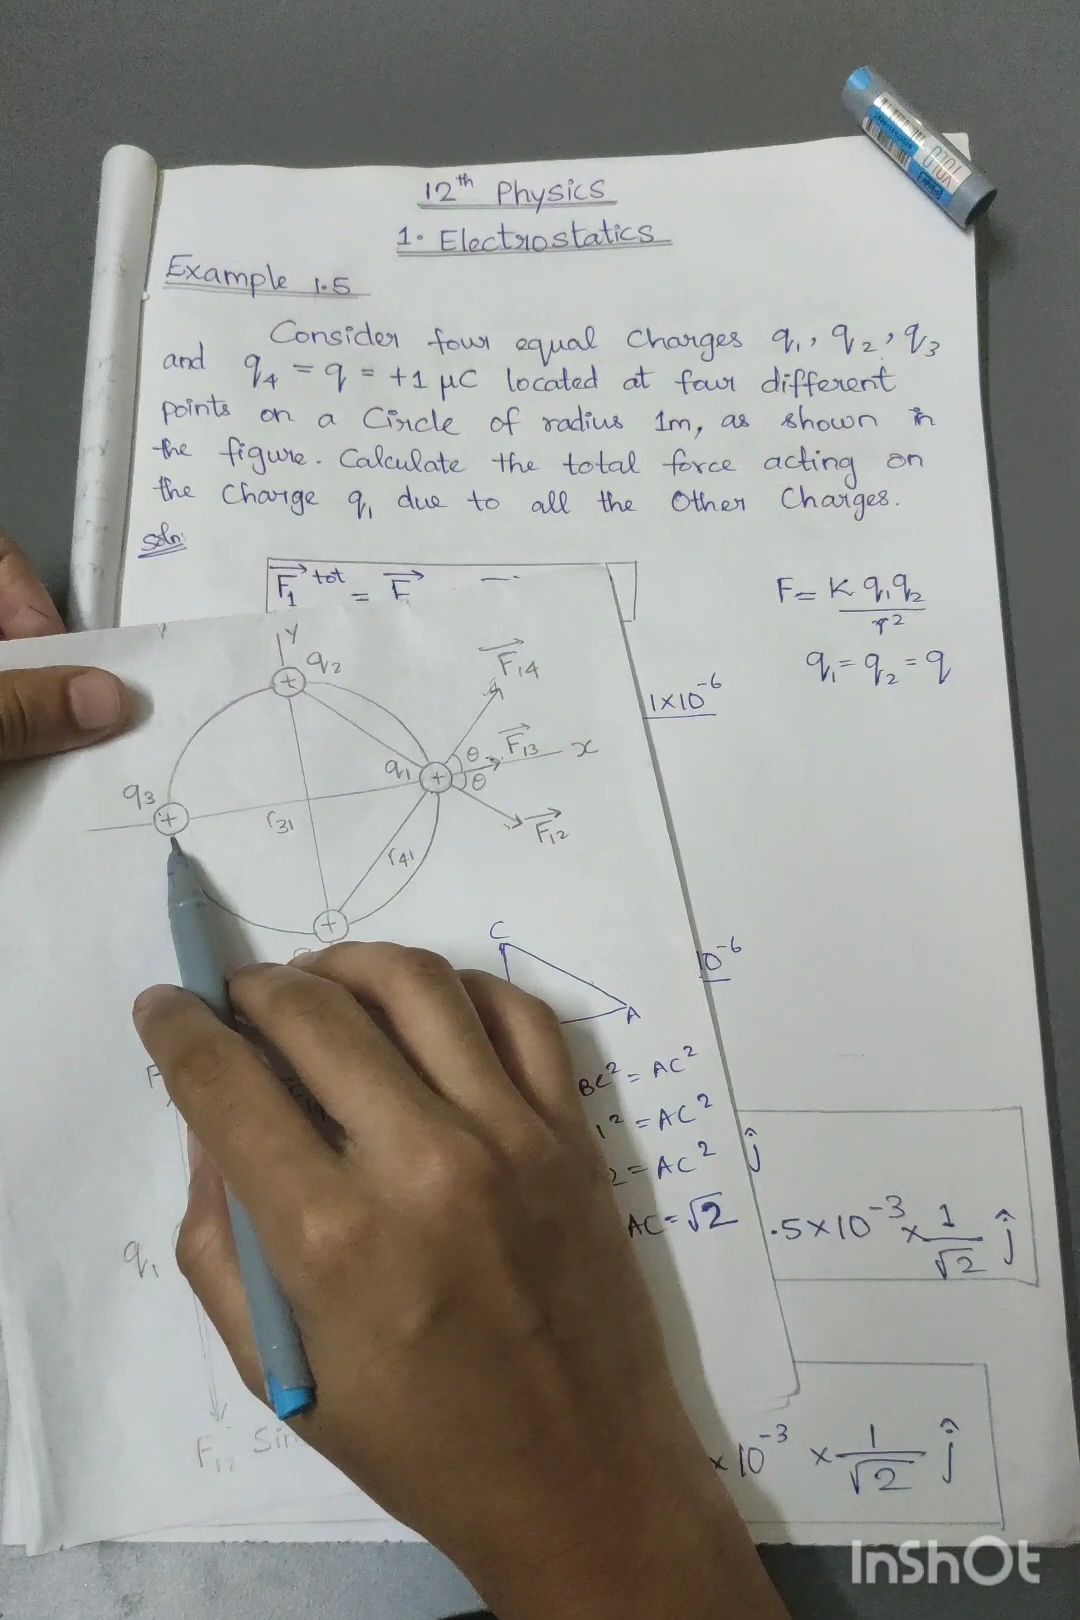 12th Physics
1. Electrostatics
Example 1.5
Consider four equal Charges q₁, q₂, q₃
and q₄ = q = +1 μC located at four different
points on a Circle of radius 1m, as shown in
the figure. Calculate the total force acting on
the Charge q₁ due to all the Other Charges.
Soln:
F₁ tot = F
F = K q₁q₂ / r²
q₁ = q₂ = q
1×10⁻⁶
Y
q₂
F₁₄
q₁ θ F₁₃ x
θ
q₃
r₃₁
F₁₂
r₄₁
C
A
10⁻⁶
BC² = AC²
1² = AC²
2 = AC² ĵ
AC = √2
.5×10⁻³ × 1/√2 ĵ
q₁
F₁₂ Sin
×10⁻³ × 1/√2 ĵ
InShOt